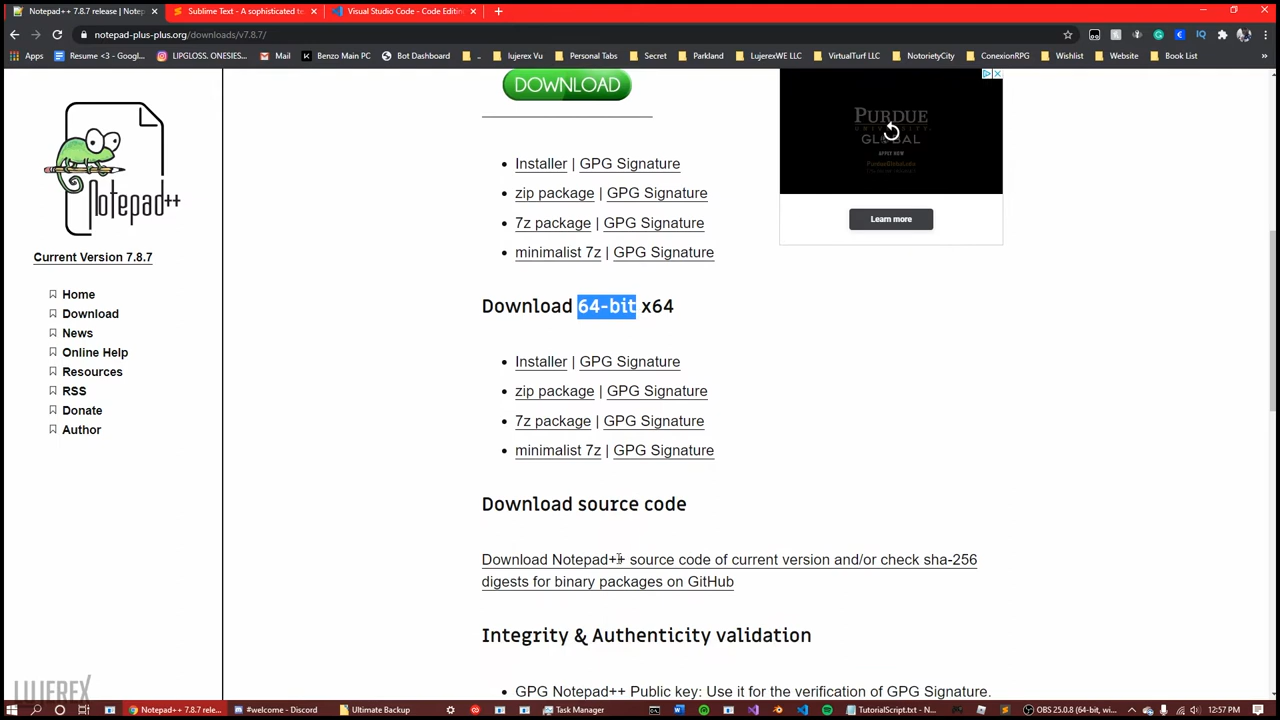 Notepad++ 7.8.7 release | Notep
Sublime Text - A sophisticated te
Visual Studio Code - Code Editin
notepad-plus-plus.org/downloads/v7.8.7/
Apps
Resume <3 - Googl...
LIPGLOSS, ONESIES...
Mail
Benzo Main PC
Bot Dashboard
..
lujerex Vu
Personal Tabs
Secret
Parkland
LujerexWE LLC
VirtualTurf LLC
NotorietyCity
ConexionRPG
Wishlist
Website
Book List
»
Notepad++
Current Version 7.8.7
Home
Download
News
Online Help
Resources
RSS
Donate
Author
DOWNLOAD
Installer | GPG Signature
zip package | GPG Signature
7z package | GPG Signature
minimalist 7z | GPG Signature
Download 64-bit x64
Installer | GPG Signature
zip package | GPG Signature
7z package | GPG Signature
minimalist 7z | GPG Signature
Download source code
Download Notepad++ source code of current version and/or check sha-256
digests for binary packages on GitHub
Integrity & Authenticity validation
GPG Notepad++ Public key: Use it for the verification of GPG Signature.
PURDUE
UNIVERSITY
GLOBAL
APPLY NOW
PurdueGlobal.edu
Learn more
LUJEREX
Notepad++ 7.8.7 rele...
#welcome - Discord
Ultimate Backup
Task Manager
TutorialScript.txt - N...
OBS 25.0.8 (64-bit, wi...
12:57 PM